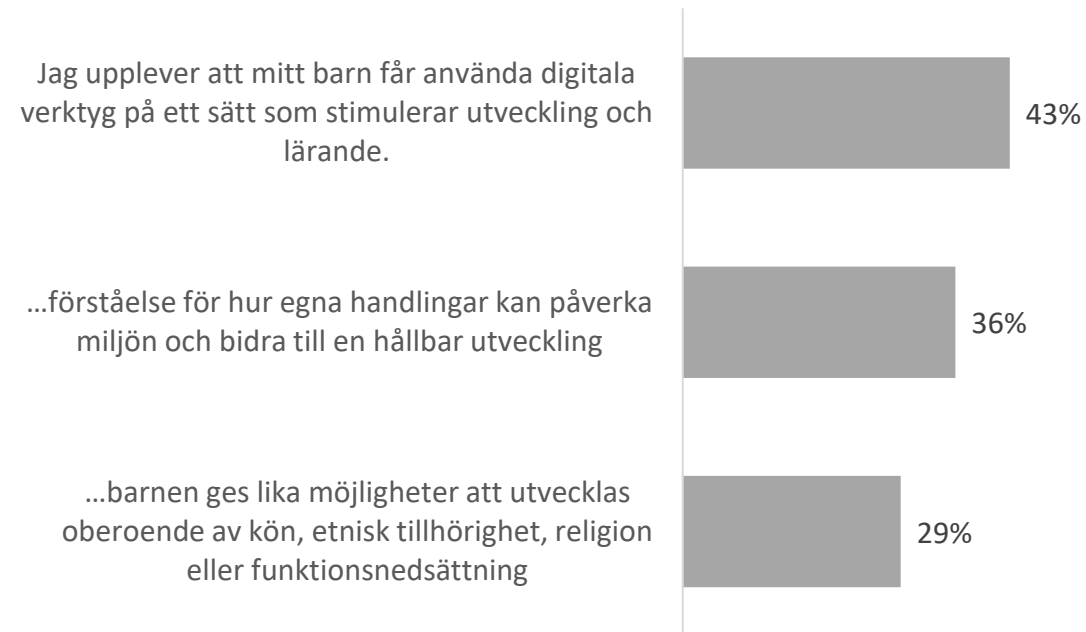 Jag upplever att mitt barn får använda digitala
verktyg på ett sätt som stimulerar utveckling och
lärande.
43%
…förståelse för hur egna handlingar kan påverka
miljön och bidra till en hållbar utveckling
36%
…barnen ges lika möjligheter att utvecklas
oberoende av kön, etnisk tillhörighet, religion
eller funktionsnedsättning
29%